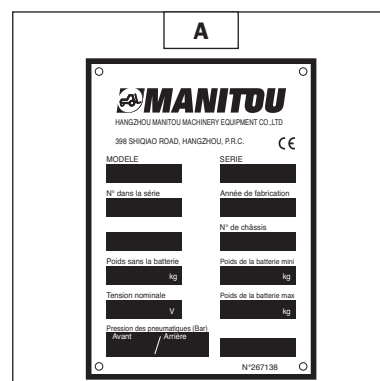 A
MANITOU
HANGZHOU MANITOU MACHINERY EQUIPMENT CO.,LTD
398 SHIQIAO ROAD, HANGZHOU, P.R.C. CE
MODELE SERIE
N° dans la série Année de fabrication
N° de châssis
Poids sans la batterie Poids de la batterie mini
kg kg
Tension nominale Poids de la batterie max
V kg
Pression des pneumatiques (Bar)
Avant / Arrière
N°267138